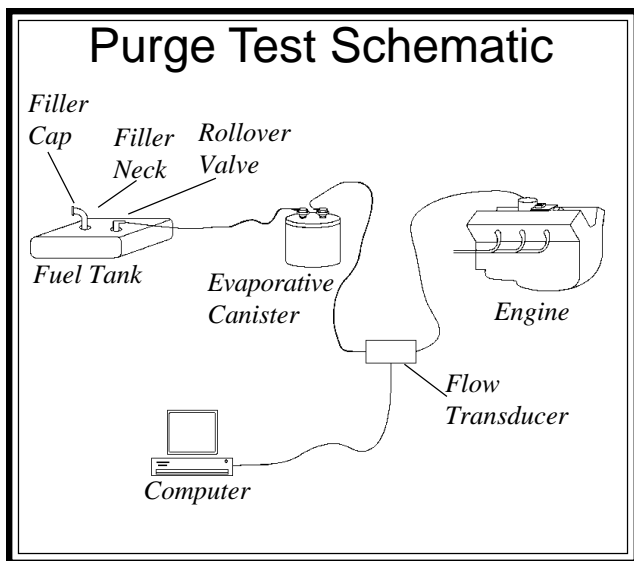 Purge Test Schematic
Filler
Cap
Filler
Neck
Rollover
Valve
Fuel Tank
Evaporative
Canister
Engine
Flow
Transducer
Computer